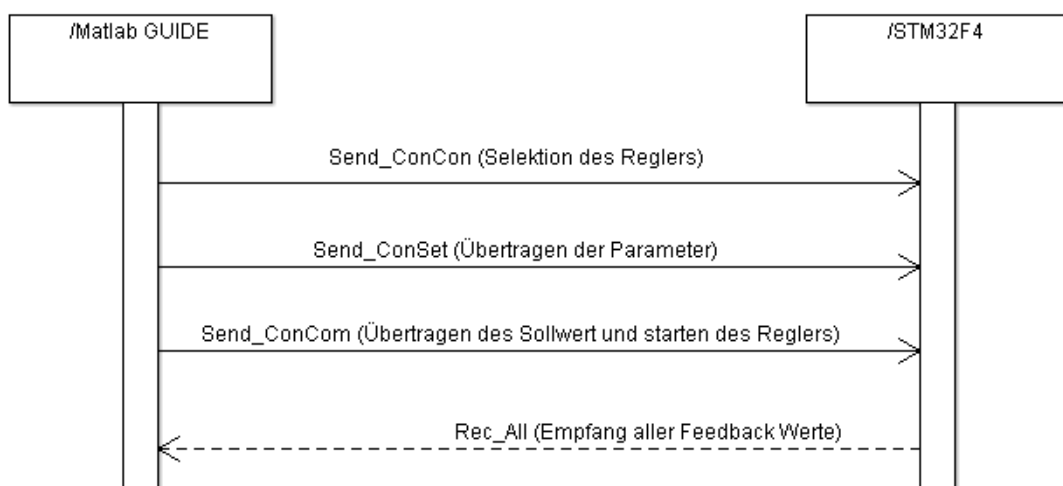 /Matlab GUIDE
/STM32F4
Send_ConCon (Selektion des Reglers)
Send_ConSet (Übertragen der Parameter)
Send_ConCom (Übertragen des Sollwert und starten des Reglers)
Rec_All (Empfang aller Feedback Werte)